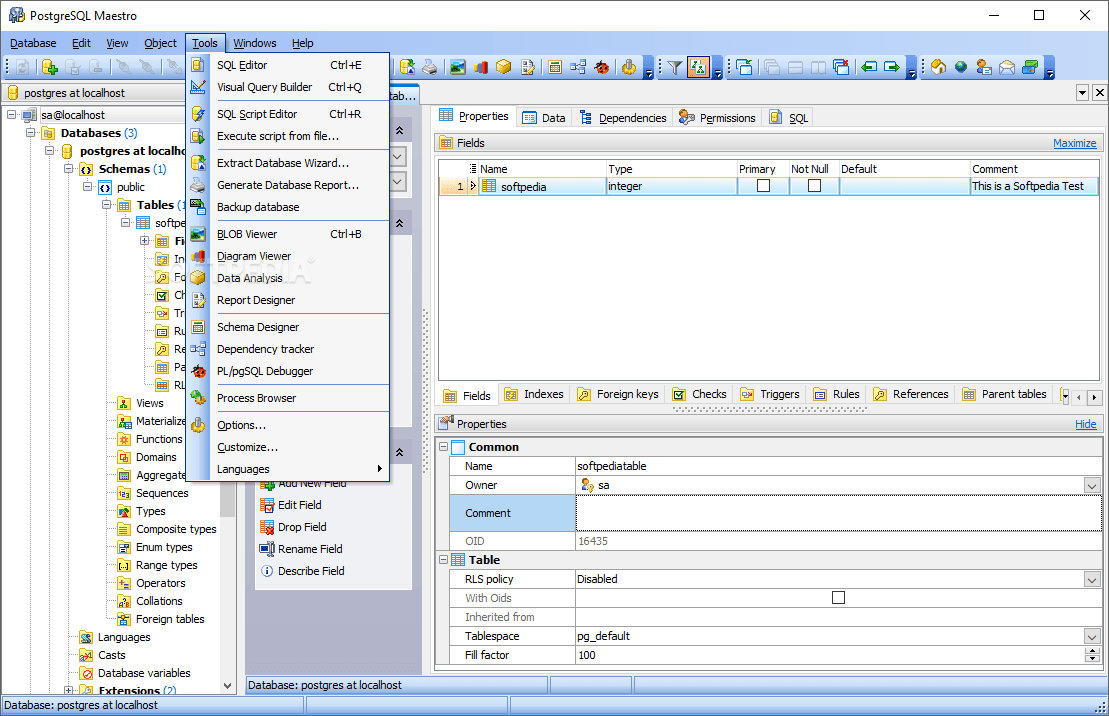 PostgreSQL Maestro
Database Edit View Object Tools Windows Help
postgres at localhost
sa@localhost
Databases (3)
postgres at localho
Schemas (1)
public
Tables (1
softpe
Fi
In
Fo
Ch
Tr
Ru
Re
Pa
RL
Views
Materialize
Functions
Domains
Aggregate
Sequences
Types
Composite types
Enum types
Range types
Operators
Collations
Foreign tables
Languages
Casts
Database variables
Extensions (2)
SQL Editor Ctrl+E
Visual Query Builder Ctrl+Q
SQL Script Editor Ctrl+R
Execute script from file...
Extract Database Wizard...
Generate Database Report...
Backup database
BLOB Viewer Ctrl+B
Diagram Viewer
Data Analysis
Report Designer
Schema Designer
Dependency tracker
PL/pgSQL Debugger
Process Browser
Options...
Customize...
Languages
SOFTPEDIA
tab...
Add New Field
Edit Field
Drop Field
Rename Field
Describe Field
Properties Data Dependencies Permissions SQL
Fields Maximize
Name Type Primary Not Null Default Comment
1 softpedia integer This is a Softpedia Test
Fields Indexes Foreign keys Checks Triggers Rules References Parent tables
Properties Hide
Common
Name softpediatable
Owner sa
Comment
OID 16435
Table
RLS policy Disabled
With Oids
Inherited from
Tablespace pg_default
Fill factor 100
Database: postgres at localhost
Database: postgres at localhost